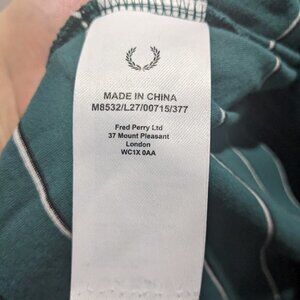 MADE IN CHINA
M8532/L27/00715/377
Fred Perry Ltd
37 Mount Pleasant
London
WC1X 0AA